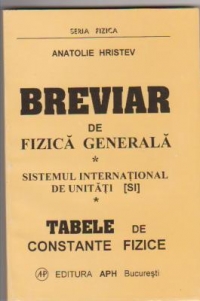 SERIA FIZICA
ANATOLIE HRISTEV
BREVIAR
DE
FIZICĂ GENERALĂ
*
SISTEMUL INTERNAȚIONAL
DE UNITĂȚI [SI]
*
TABELE DE
CONSTANTE FIZICE
AP EDITURA APH București